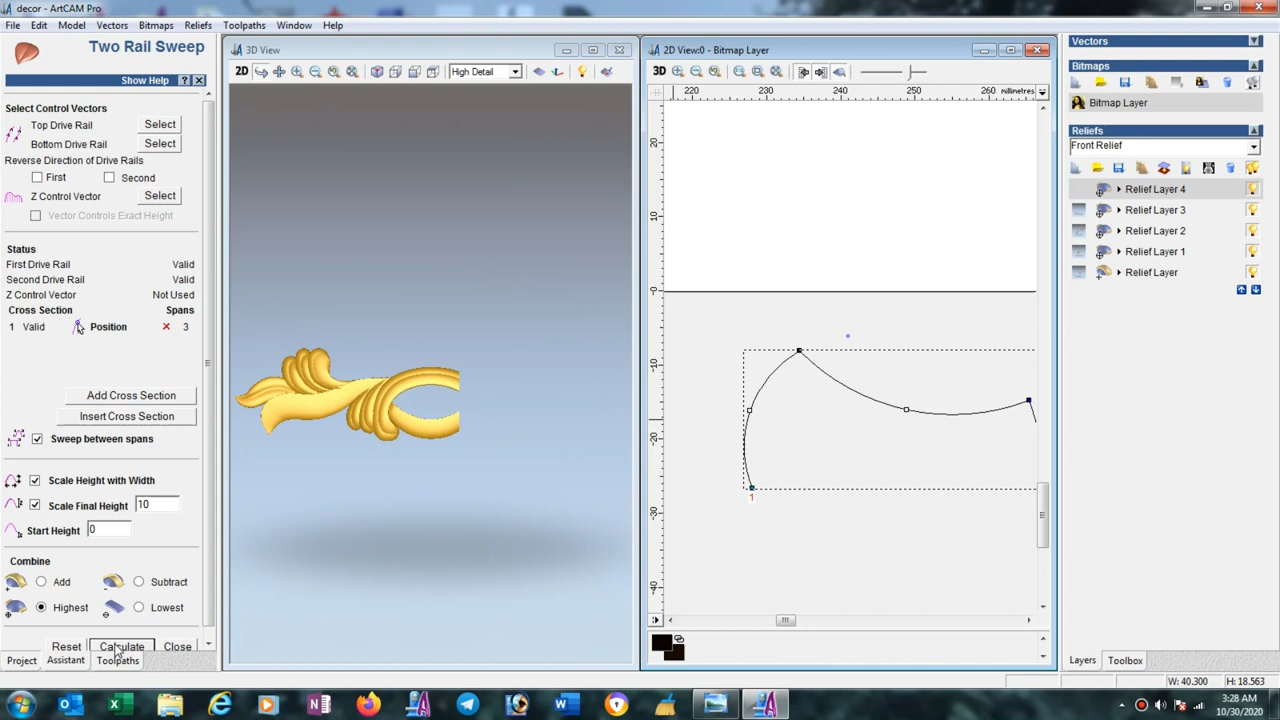 decor - ArtCAM Pro
File Edit Model Vectors Bitmaps Reliefs Toolpaths Window Help
Two Rail Sweep
Show Help ?
Select Control Vectors
Top Drive Rail Select
Bottom Drive Rail Select
Reverse Direction of Drive Rails
First Second
Z Control Vector Select
Vector Controls Exact Height
Status
First Drive Rail Valid
Second Drive Rail Valid
Z Control Vector Not Used
Cross Section Spans
1 Valid Position 3
Add Cross Section
Insert Cross Section
Sweep between spans
Scale Height with Width
Scale Final Height 10
Start Height 0
Combine
Add Subtract
Highest Lowest
Reset Calculate Close
Project Assistant Toolpaths
3D View
2D High Detail
2D View:0 - Bitmap Layer
3D
220 230 240 250 260 millimetres
20
10
-0
-10
-20
-30
-40
1
Vectors
Bitmaps
Bitmap Layer
Reliefs
Front Relief
Relief Layer 4
Relief Layer 3
Relief Layer 2
Relief Layer 1
Relief Layer
Layers Toolbox
W: 40.300 H: 18.563
3:28 AM
10/30/2020